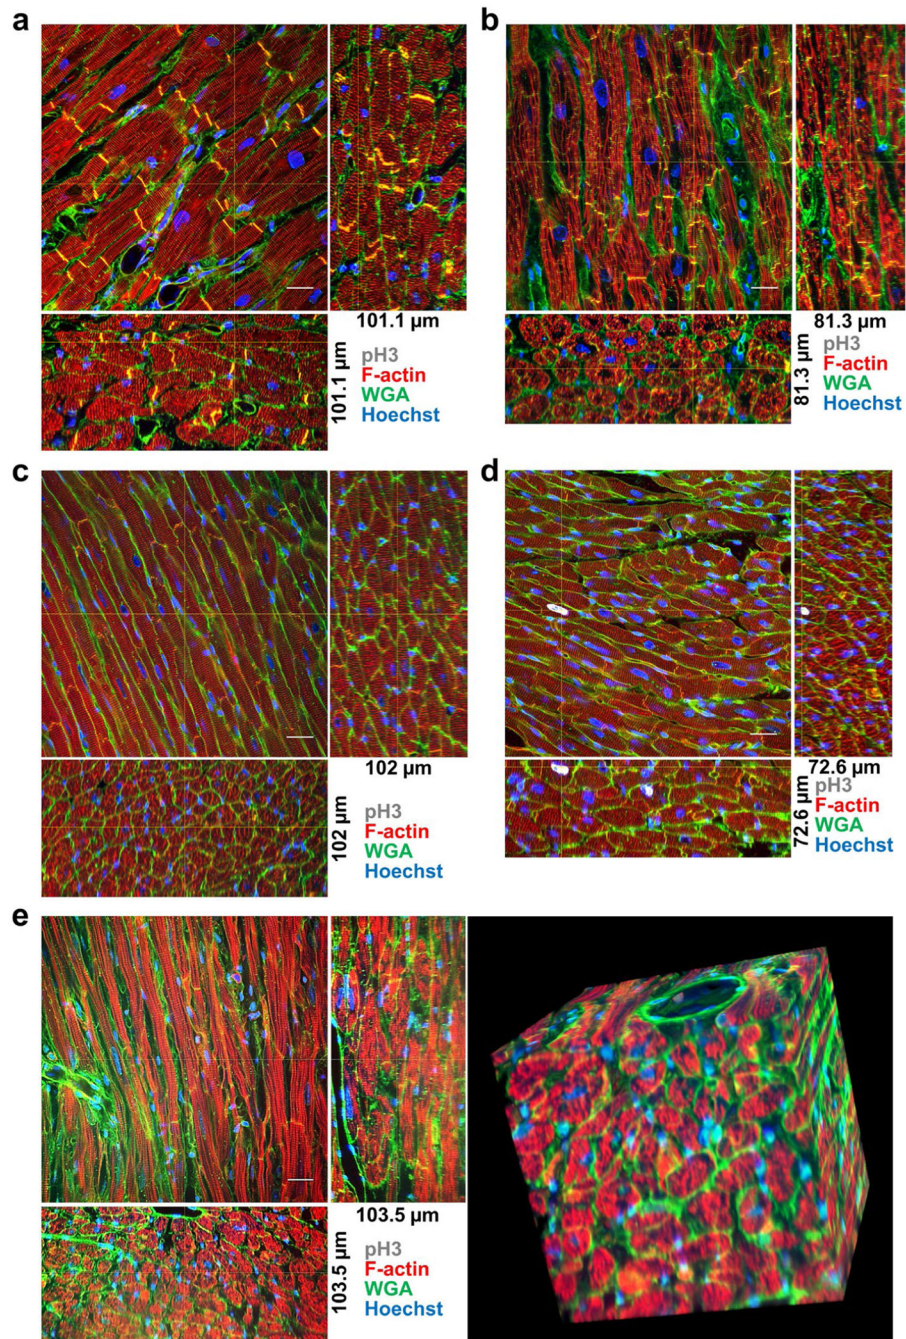 a
b
101.1 µm
101.1 µm
pH3
F-actin
WGA
Hoechst
81.3 µm
81.3 µm
pH3
F-actin
WGA
Hoechst
c
d
102 µm
102 µm
pH3
F-actin
WGA
Hoechst
72.6 µm
72.6 µm
pH3
F-actin
WGA
Hoechst
e
103.5 µm
103.5 µm
pH3
F-actin
WGA
Hoechst